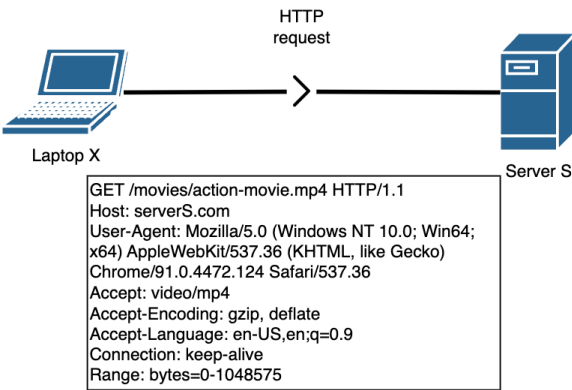 HTTP
request
Laptop X
Server S
GET /movies/action-movie.mp4 HTTP/1.1
Host: serverS.com
User-Agent: Mozilla/5.0 (Windows NT 10.0; Win64;
x64) AppleWebKit/537.36 (KHTML, like Gecko)
Chrome/91.0.4472.124 Safari/537.36
Accept: video/mp4
Accept-Encoding: gzip, deflate
Accept-Language: en-US,en;q=0.9
Connection: keep-alive
Range: bytes=0-1048575